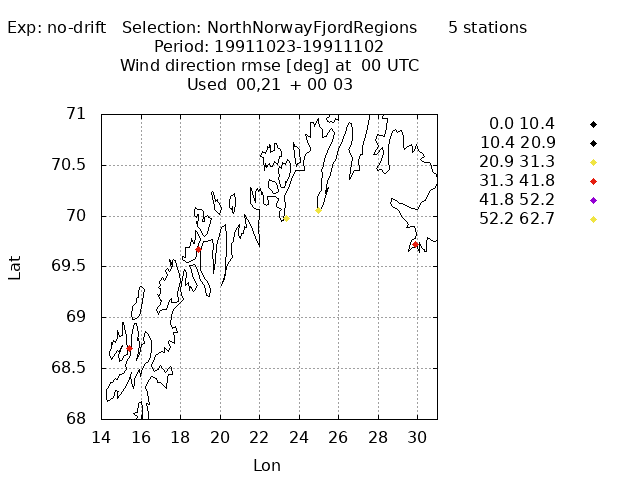 Exp: no-drift   Selection: NorthNorwayFjordRegions      5 stations
Period: 19911023-19911102
Wind direction rmse [deg] at  00 UTC
Used  00,21  + 00 03
71
70.5
70
69.5
69
68.5
68
14 16 18 20 22 24 26 28 30
Lon
Lat
0.0 10.4
10.4 20.9
20.9 31.3
31.3 41.8
41.8 52.2
52.2 62.7